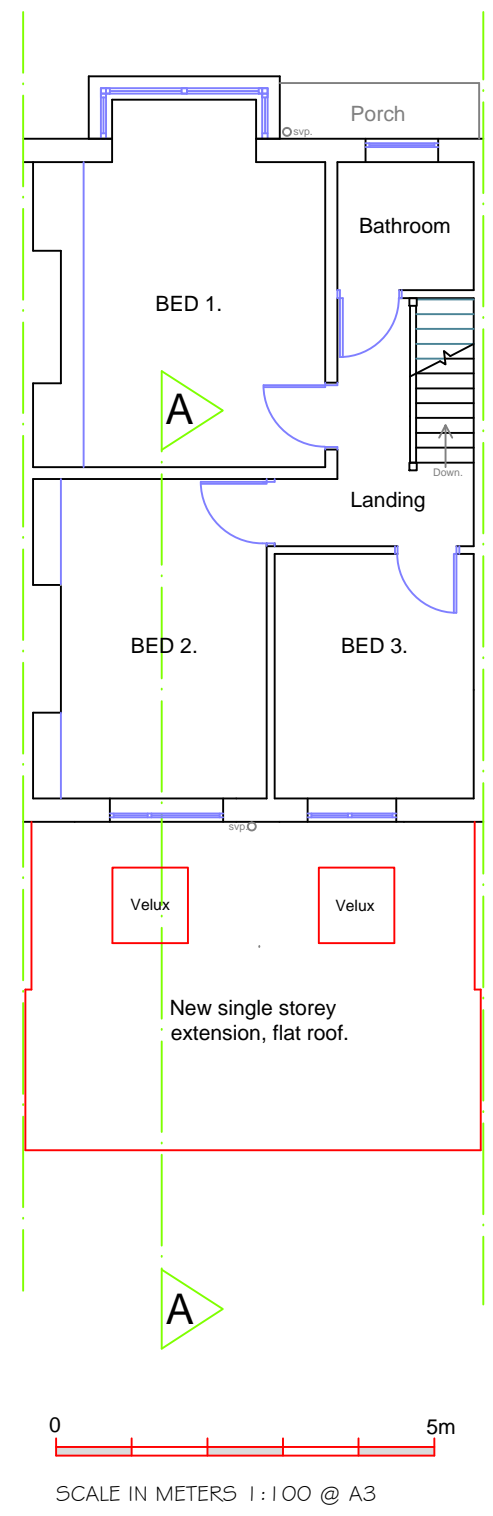 Porch
svp.
Bathroom
BED 1.
A
Down.
Landing
BED 2.
BED 3.
svp.
Velux
Velux
New single storey
extension, flat roof.
A
0
5m
SCALE IN METERS 1:100 @ A3